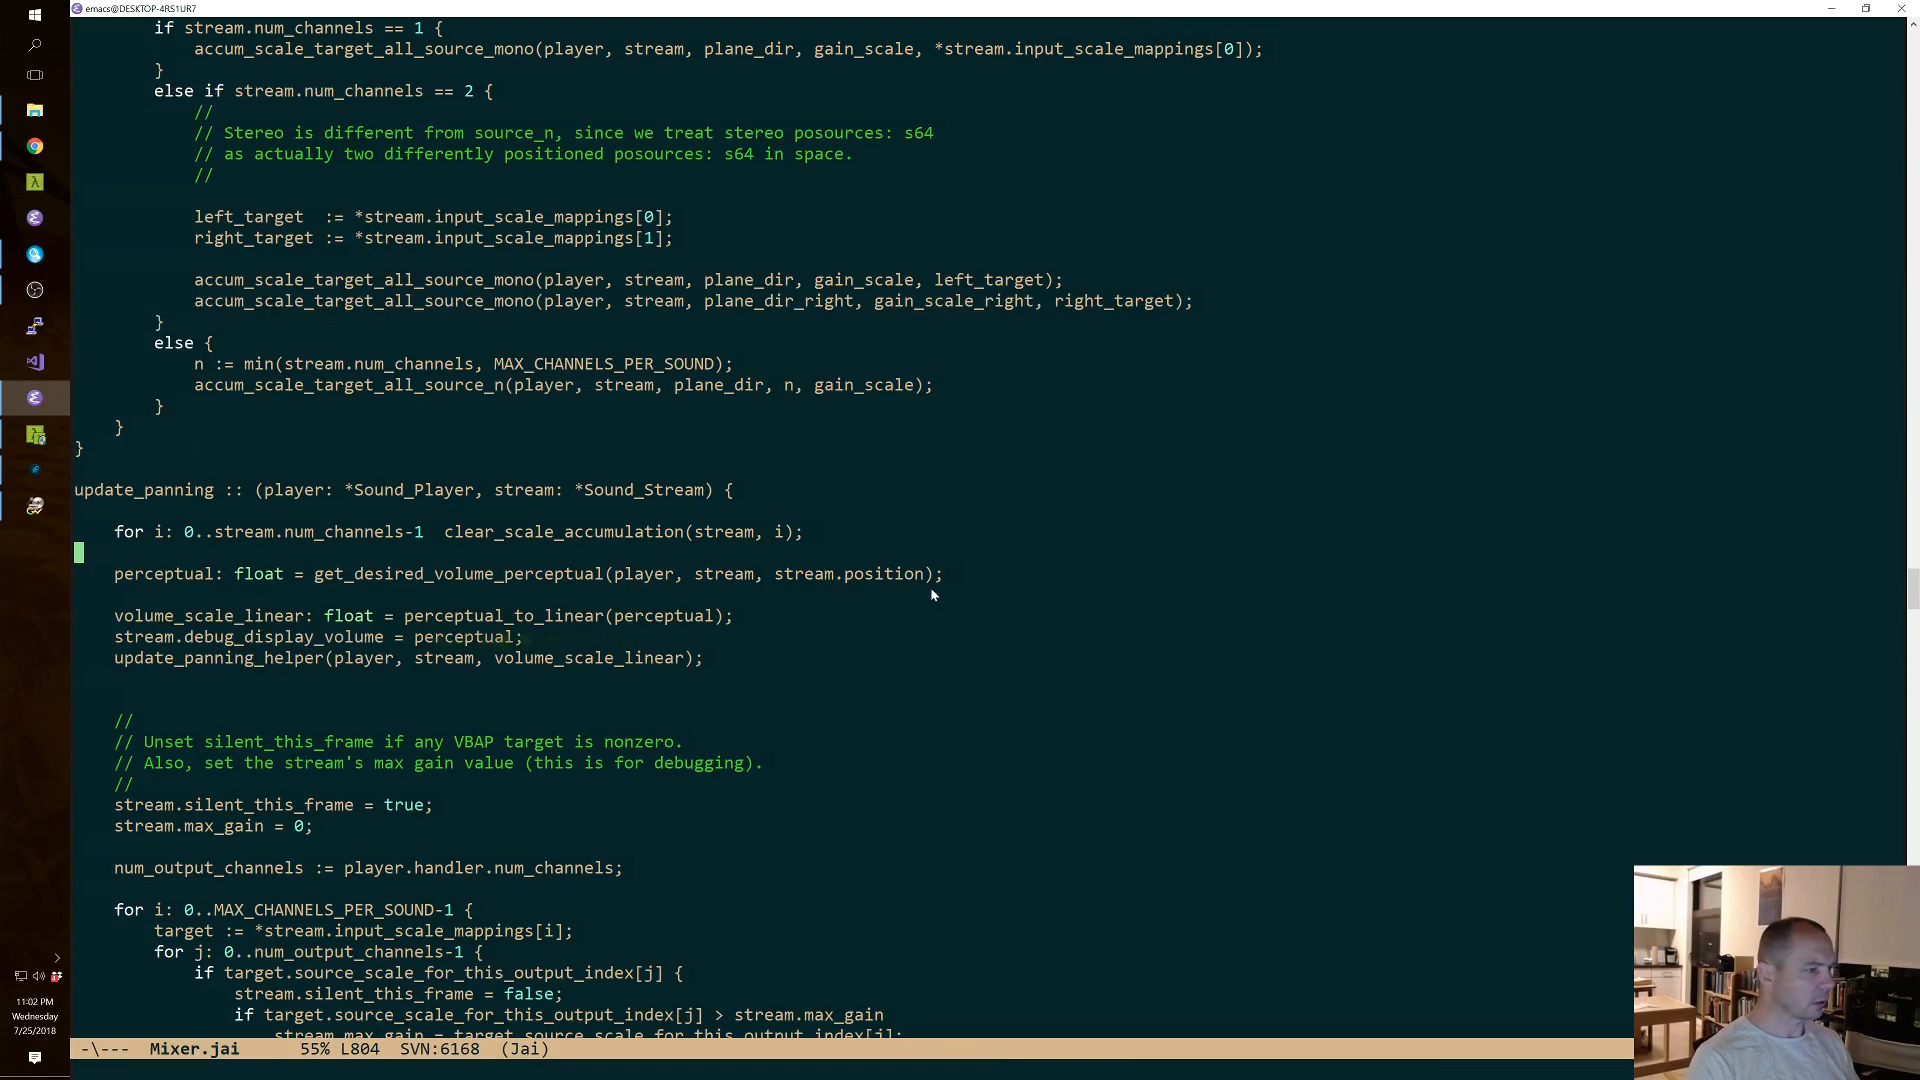 emacs@DESKTOP-4RS1UR7
if stream.num_channels == 1 {
accum_scale_target_all_source_mono(player, stream, plane_dir, gain_scale, *stream.input_scale_mappings[0]);
}
else if stream.num_channels == 2 {
//
// Stereo is different from source_n, since we treat stereo posources: s64
// as actually two differently positioned posources: s64 in space.
//
left_target  := *stream.input_scale_mappings[0];
right_target := *stream.input_scale_mappings[1];
accum_scale_target_all_source_mono(player, stream, plane_dir, gain_scale, left_target);
accum_scale_target_all_source_mono(player, stream, plane_dir_right, gain_scale_right, right_target);
}
else {
n := min(stream.num_channels, MAX_CHANNELS_PER_SOUND);
accum_scale_target_all_source_n(player, stream, plane_dir, n, gain_scale);
}
}
}
update_panning :: (player: *Sound_Player, stream: *Sound_Stream) {
for i: 0..stream.num_channels-1  clear_scale_accumulation(stream, i);
perceptual: float = get_desired_volume_perceptual(player, stream, stream.position);
volume_scale_linear: float = perceptual_to_linear(perceptual);
stream.debug_display_volume = perceptual;
update_panning_helper(player, stream, volume_scale_linear);
//
// Unset silent_this_frame if any VBAP target is nonzero.
// Also, set the stream's max gain value (this is for debugging).
//
stream.silent_this_frame = true;
stream.max_gain = 0;
num_output_channels := player.handler.num_channels;
for i: 0..MAX_CHANNELS_PER_SOUND-1 {
target := *stream.input_scale_mappings[i];
for j: 0..num_output_channels-1 {
if target.source_scale_for_this_output_index[j] {
stream.silent_this_frame = false;
if target.source_scale_for_this_output_index[j] > stream.max_gain
stream.max_gain = target.source_scale_for_this_output_index[j];
-\--- Mixer.jai 55% L804 SVN:6168 (Jai)
11:02 PM
Wednesday
7/25/2018